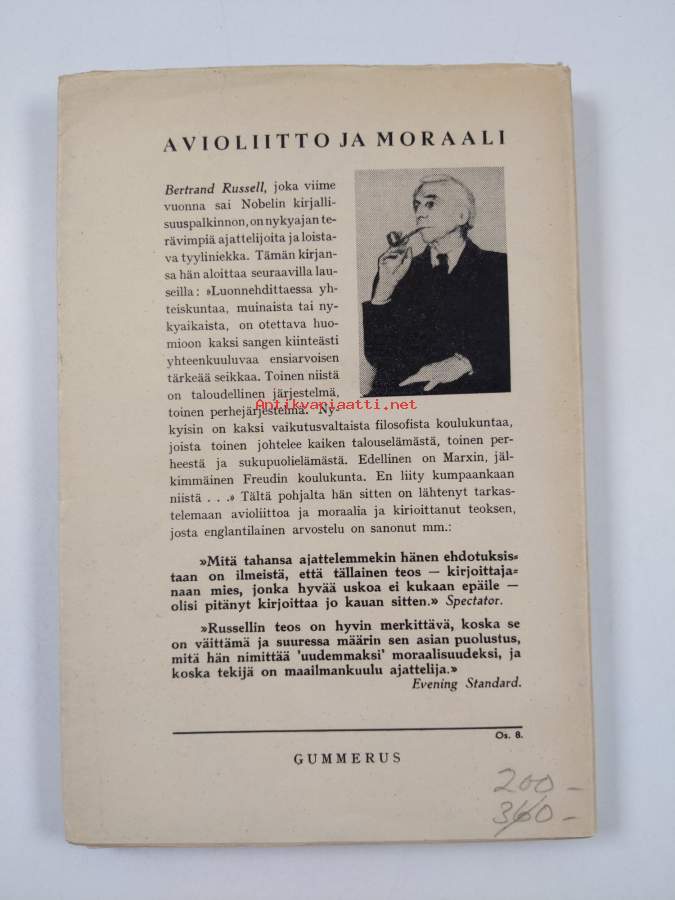 AVIOLIITTO JA MORAALI
Bertrand Russell, joka viime
vuonna sai Nobelin kirjalli-
suuspalkinnon, on nykyajan te-
rävimpiä ajattelijoita ja loista-
va tyyliniekka. Tämän kirjan-
sa hän aloittaa seuraavilla lau-
seilla: »Luonnehdittaessa yh-
teiskuntaa, muinaista tai ny-
kyaikaista, on otettava huo-
mioon kaksi sangen kiinteästi
yhteenkuuluvaa ensiarvoisen
tärkeää seikkaa. Toinen niistä
on taloudellinen järjestelmä,
toinen perhejärjestelmä. Ny-
Antikvariaatti.net
kyisin on kaksi vaikutusvaltaista filosofista koulukuntaa,
joista toinen johtelee kaiken talouselämästä, toinen per-
heestä ja sukupuolielämästä. Edellinen on Marxin, jäl-
kimmäinen Freudin koulukunta. En liity kumpaankaan
niistä . . .» Tältä pohjalta hän sitten on lähtenyt tarkas-
telemaan avioliittoa ja moraalia ja kirjoittanut teoksen,
josta englantilainen arvostelu on sanonut mm.:
»Mitä tahansa ajattelemmekin hänen ehdotuksis-
taan on ilmeistä, että tällainen teos — kirjoittaja-
naan mies, jonka hyvää uskoa ei kukaan epäile —
olisi pitänyt kirjoittaa jo kauan sitten.» Spectator.
»Russellin teos on hyvin merkittävä, koska se
on väittämä ja suuressa määrin sen asian puolustus,
mitä hän nimittää 'uudemmaksi' moraalisuudeksi, ja
koska tekijä on maailmankuulu ajattelija.»
Evening Standard.
Os. 8.
GUMMERUS
200-
360-